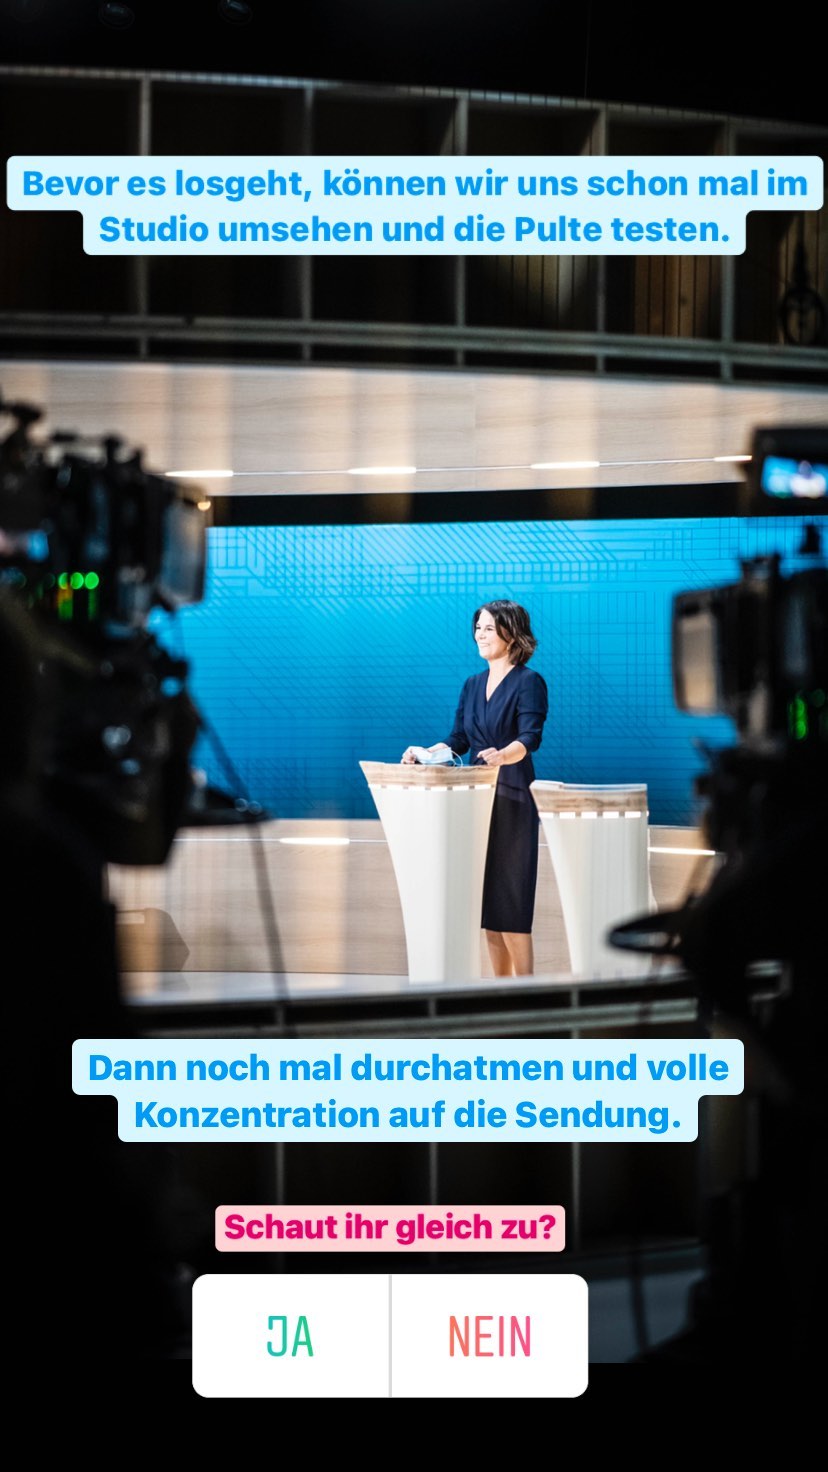 Bevor es losgeht, können wir uns schon mal im
Studio umsehen und die Pulte testen.
Dann noch mal durchatmen und volle
Konzentration auf die Sendung.
Schaut ihr gleich zu?
JA
NEIN